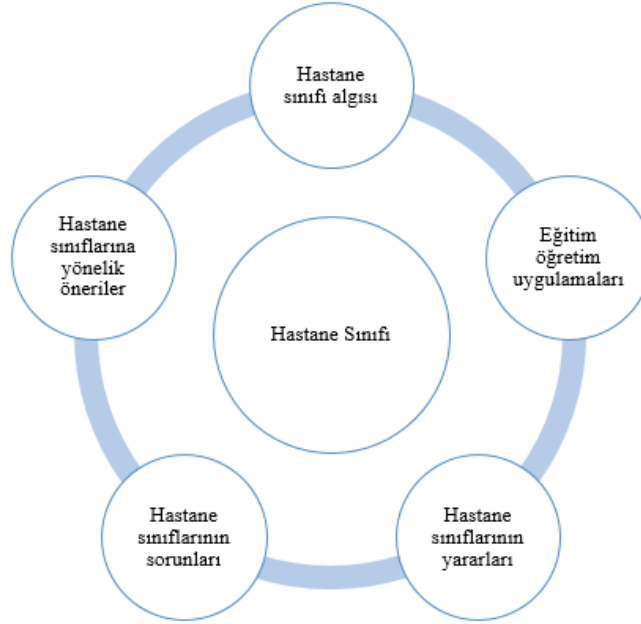 Hastane
sınıfı algısı
Eğitim
öğretim
uygulamaları
Hastane
sınıflarının
yararları
Hastane
sınıflarının
sorunları
Hastane
sınıflarına
yönelik
öneriler
Hastane Sınıfı